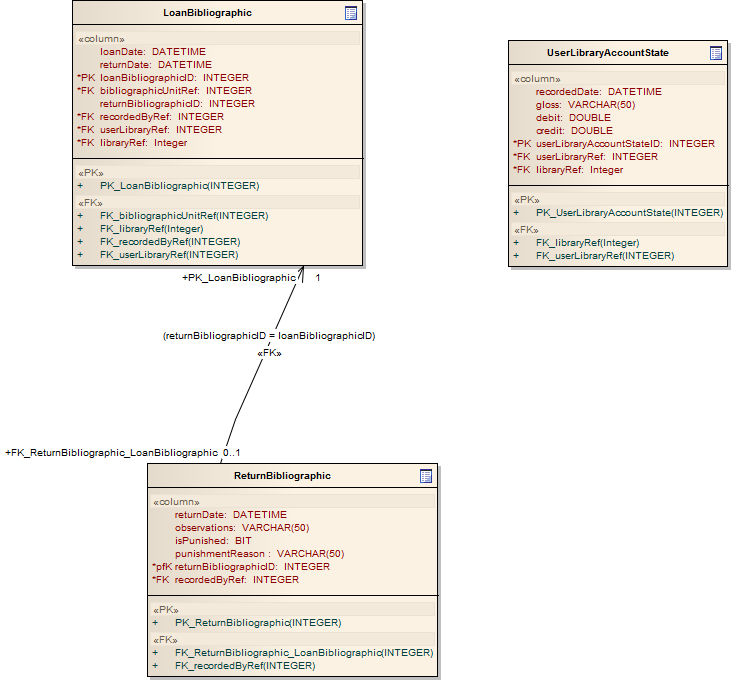 LoanBibliographic
«column»
loanDate: DATETIME
returnDate: DATETIME
*PK loanBibliographicID: INTEGER
*FK bibliographicUnitRef: INTEGER
returnBibliographicID: INTEGER
*FK recordedByRef: INTEGER
*FK userLibraryRef: INTEGER
*FK libraryRef: Integer
«PK»
+ PK_LoanBibliographic(INTEGER)
«FK»
+ FK_bibliographicUnitRef(INTEGER)
+ FK_libraryRef(Integer)
+ FK_recordedByRef(INTEGER)
+ FK_userLibraryRef(INTEGER)
UserLibraryAccountState
«column»
recordedDate: DATETIME
gloss: VARCHAR(50)
debit: DOUBLE
credit: DOUBLE
*PK userLibraryAccountStateID: INTEGER
*FK userLibraryRef: INTEGER
*FK libraryRef: Integer
«PK»
+ PK_UserLibraryAccountState(INTEGER)
«FK»
+ FK_libraryRef(Integer)
+ FK_userLibraryRef(INTEGER)
+PK_LoanBibliographic 1
(returnBibliographicID = loanBibliographicID)
«FK»
+FK_ReturnBibliographic_LoanBibliographic 0..1
ReturnBibliographic
«column»
returnDate: DATETIME
observations: VARCHAR(50)
isPunished: BIT
punishmentReason : VARCHAR(50)
*pfK returnBibliographicID: INTEGER
*FK recordedByRef: INTEGER
«PK»
+ PK_ReturnBibliographic(INTEGER)
«FK»
+ FK_ReturnBibliographic_LoanBibliographic(INTEGER)
+ FK_recordedByRef(INTEGER)